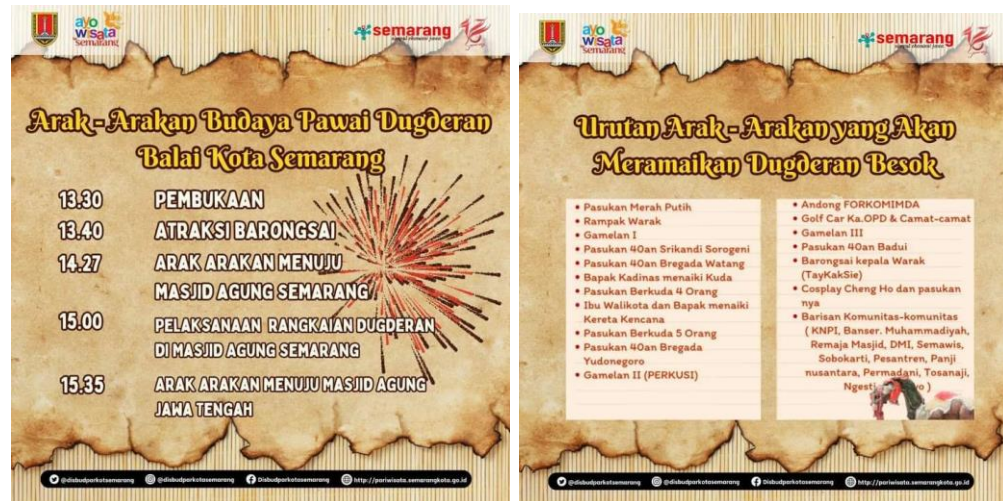 ayo
wisata
Semarang
semarang
Arak - Arakan Budaya Pawai Dugderan
Balai Kota Semarang
13.30 PEMBUKAAN
13.40 ATRAKSI BARONGSAI
14.27 ARAK ARAKAN MENUJU
MASJID AGUNG SEMARANG
15.00 PELAKSANAAN RANGKAIAN DUGDERAN
DI MASJID AGUNG SEMARANG
15.35 ARAK ARAKAN MENUJU MASJID AGUNG
JAWA TENGAH
@disbudparkotasemarang @disbudparkotasemarang Disbudparkotasemarang http://pariwisata.semarangkota.go.id
ayo
wisata
Semarang
semarang
Urutan Arak - Arakan yang Akan
Meramaikan Dugderan Besok
• Pasukan Merah Putih
• Rampak Warak
• Gamelan I
• Pasukan 40an Srikandi Sorogeni
• Pasukan 40an Bregada Watang
• Bapak Kadinas menaiki Kuda
• Pasukan Berkuda 4 Orang
• Ibu Walikota dan Bapak menaiki
Kereta Kencana
• Pasukan Berkuda 5 Orang
• Pasukan 40an Bregada
Yudonegoro
• Gamelan II (PERKUSI)
• Andong FORKOMIMDA
• Golf Car Ka.OPD & Camat-camat
• Gamelan III
• Pasukan 40an Badui
• Barongsai kepala Warak
(TayKakSie)
• Cosplay Cheng Ho dan pasukan
nya
• Barisan Komunitas-komunitas
( KNPI, Banser. Muhammadiyah,
Remaja Masjid, DMI, Semawis,
Sobokarti, Pesantren, Panji
nusantara, Permadani, Tosanaji,
@disbudparkotasemarang @disbudparkotasemarang Disbudparkotasemarang http://pariwisata.semarangkota.go.id